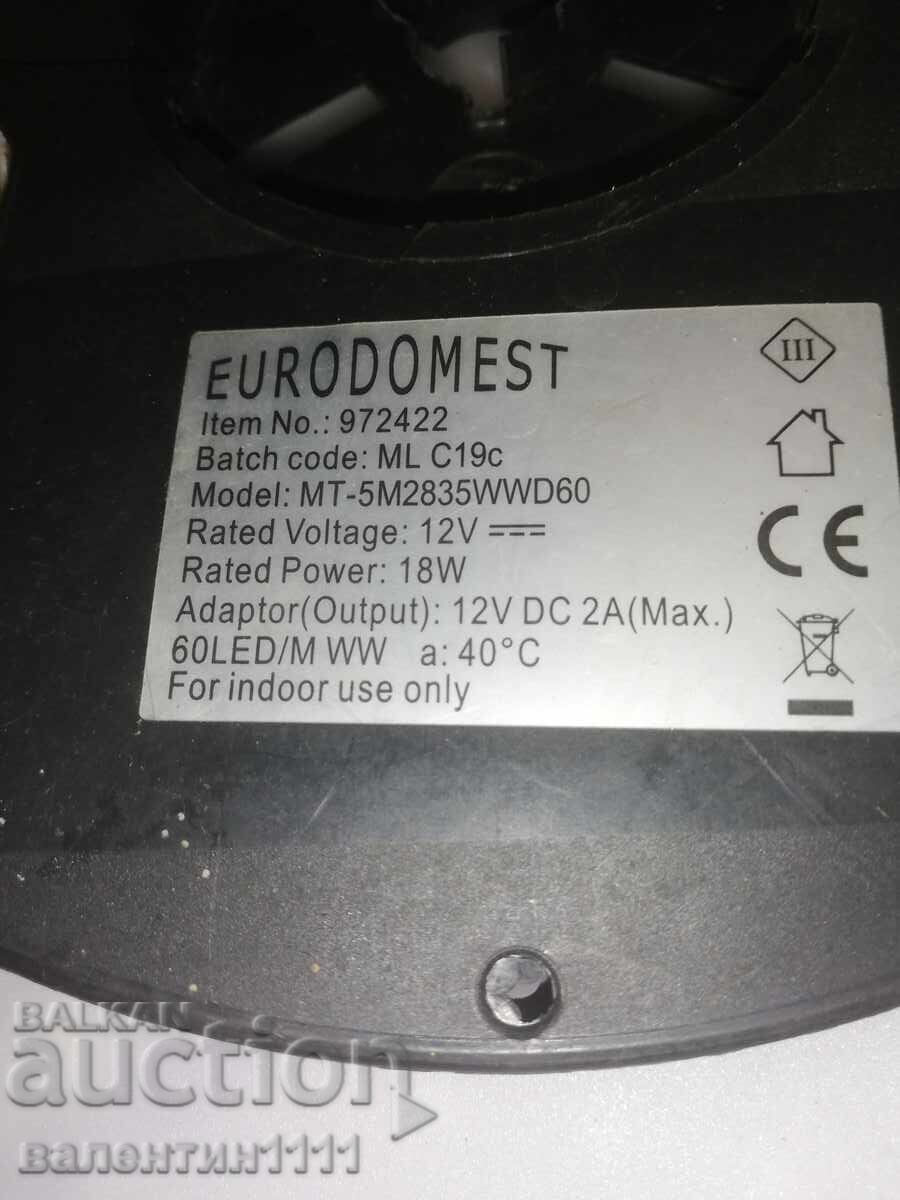 EURODOMEST
III
Item No.: 972422
Batch code: ML C19c
Model: MT-5M2835WWD60
Rated Voltage: 12V ⎓
Rated Power: 18W
CE
Adaptor(Output): 12V DC 2A(Max.)
60LED/M WW a: 40°C
For indoor use only
BALKAN
auction
валентин1111